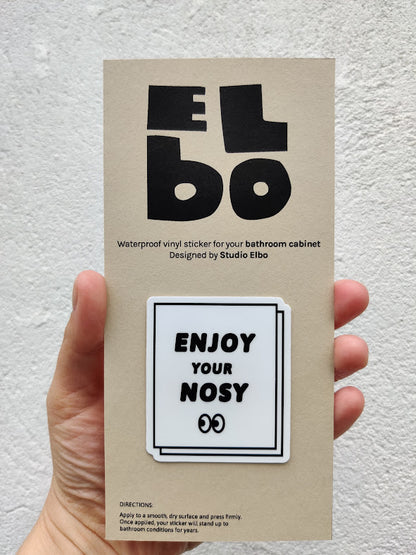 EL
bo
Waterproof vinyl sticker for your bathroom cabinet
Designed by Studio Elbo
ENJOY
YOUR
NOSY
DIRECTIONS:
Apply to a smooth, dry surface and press firmly.
Once applied, your sticker will stand up to
bathroom conditions for years.